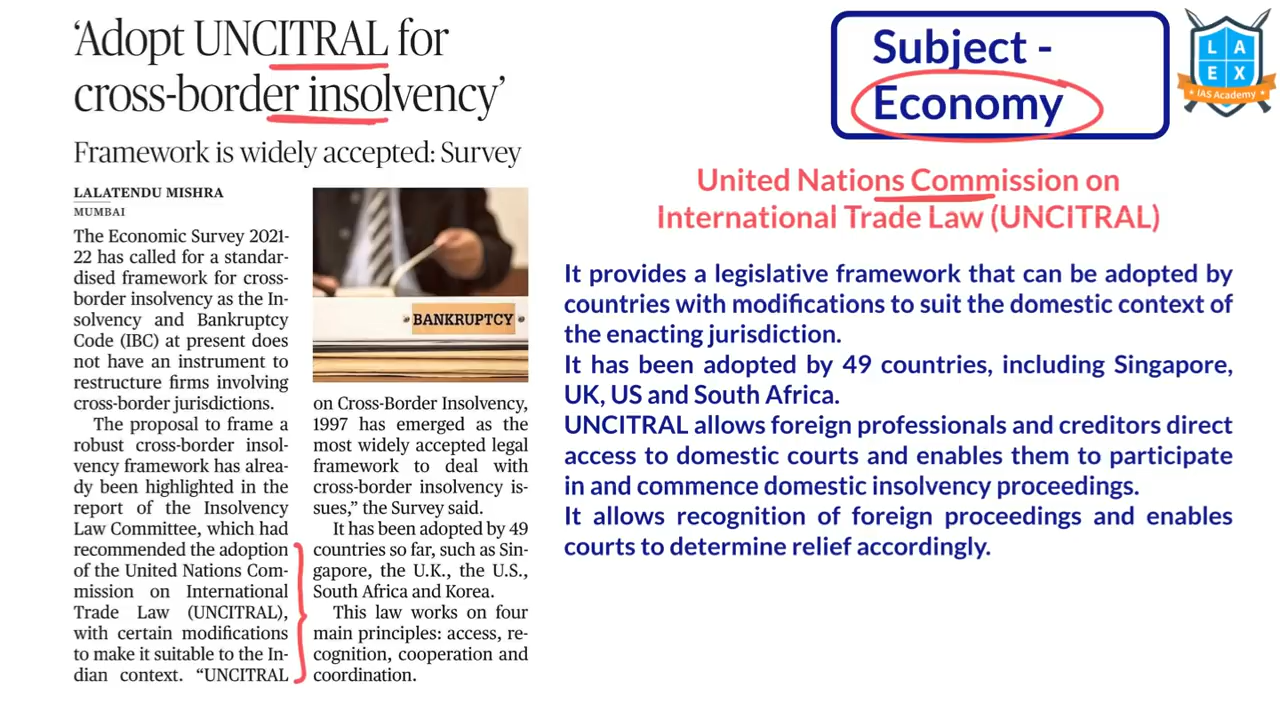 ‘Adopt UNCITRAL for
cross-border insolvency’
Framework is widely accepted: Survey
LALATENDU MISHRA
MUMBAI
The Economic Survey 2021-
22 has called for a standar-
dised framework for cross-
border insolvency as the In-
solvency and Bankruptcy
Code (IBC) at present does
not have an instrument to
restructure firms involving
cross-border jurisdictions.
The proposal to frame a
robust cross-border insol-
vency framework has alrea-
dy been highlighted in the
report of the Insolvency
Law Committee, which had
recommended the adoption
of the United Nations Com-
mission on International
Trade Law (UNCITRAL),
with certain modifications
to make it suitable to the In-
dian context. “UNCITRAL
BANKRUPTCY
on Cross-Border Insolvency,
1997 has emerged as the
most widely accepted legal
framework to deal with
cross-border insolvency is-
sues,” the Survey said.
It has been adopted by 49
countries so far, such as Sin-
gapore, the U.K., the U.S.,
South Africa and Korea.
This law works on four
main principles: access, re-
cognition, cooperation and
coordination.
Subject -
Economy
L A
E X
IAS Academy
United Nations Commission on
International Trade Law (UNCITRAL)
It provides a legislative framework that can be adopted by
countries with modifications to suit the domestic context of
the enacting jurisdiction.
It has been adopted by 49 countries, including Singapore,
UK, US and South Africa.
UNCITRAL allows foreign professionals and creditors direct
access to domestic courts and enables them to participate
in and commence domestic insolvency proceedings.
It allows recognition of foreign proceedings and enables
courts to determine relief accordingly.